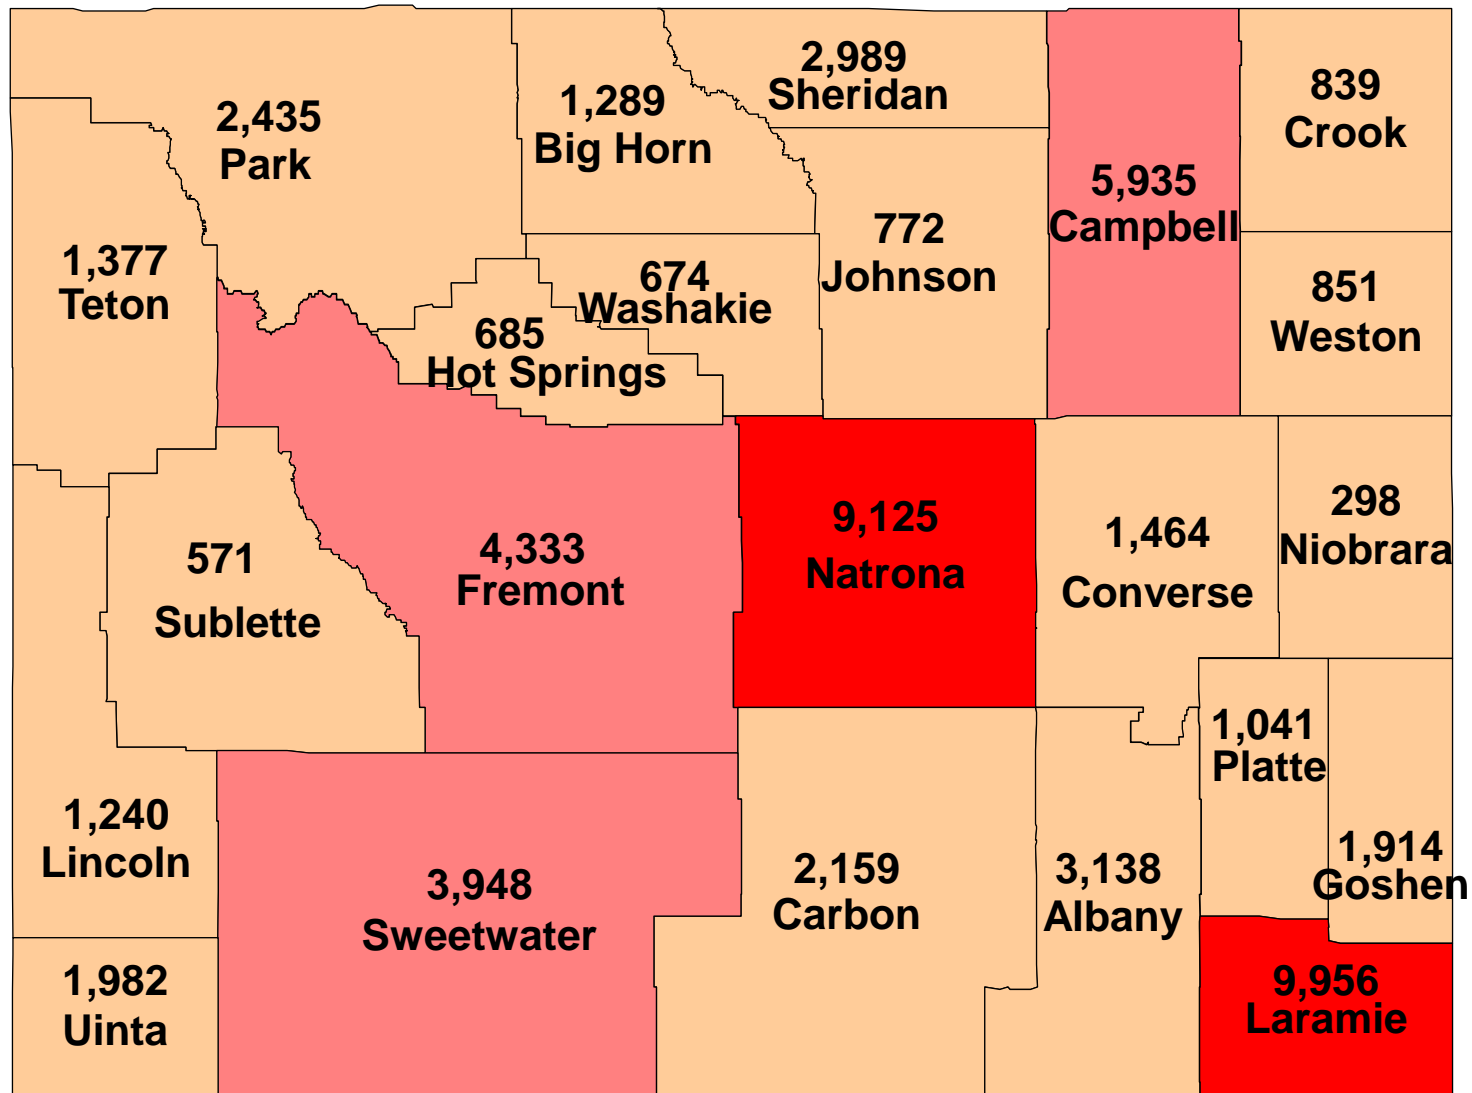 2,435
Park
1,289
Big Horn
2,989
Sheridan
5,935
Campbell
839
Crook
1,377
Teton
685
Hot Springs
674
Washakie
772
Johnson
851
Weston
571
Sublette
4,333
Fremont
9,125
Natrona
1,464
Converse
298
Niobrara
1,240
Lincoln
3,948
Sweetwater
2,159
Carbon
3,138
Albany
1,041
Platte
1,914
Goshen
1,982
Uinta
9,956
Laramie